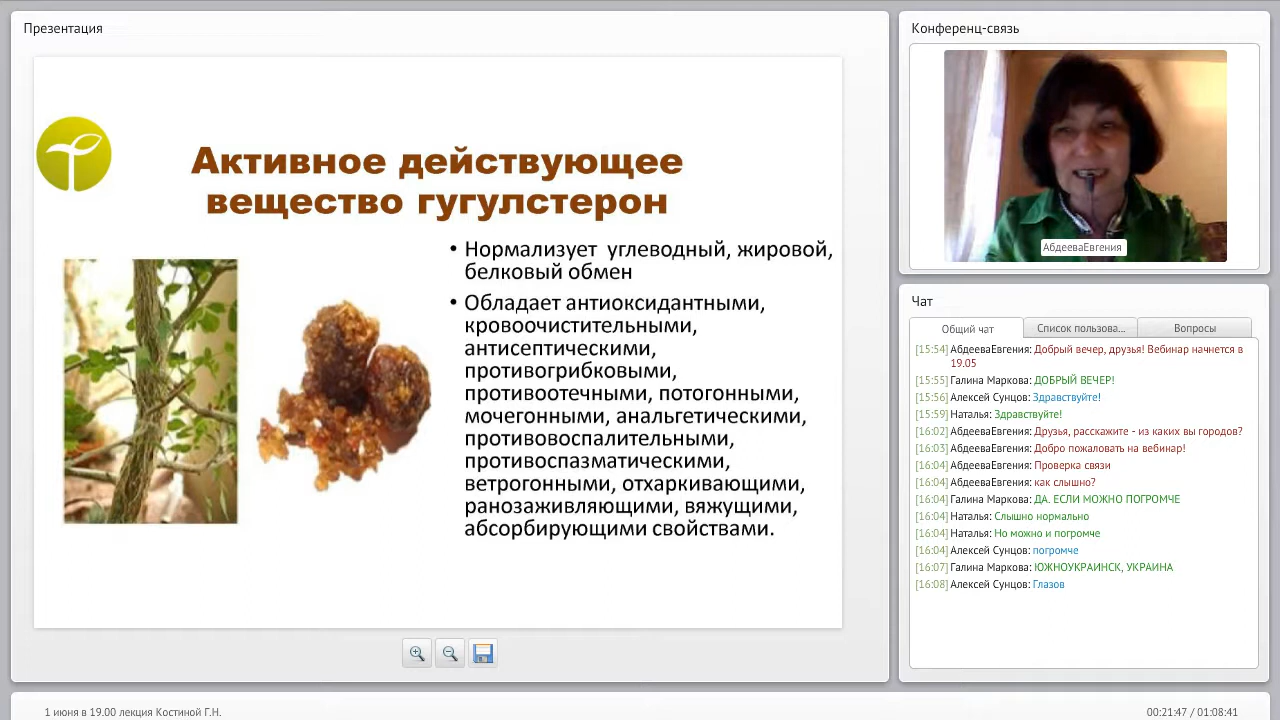 Презентация
Активное действующее
вещество гугулстерон
• Нормализует углеводный, жировой,
белковый обмен
• Обладает антиоксидантными,
кровоочистительными,
антисептическими,
противогрибковыми,
противоотечными, потогонными,
мочегонными, анальгетическими,
противовоспалительными,
противоспазматическими,
ветрогонными, отхаркивающими,
ранозаживляющими, вяжущими,
абсорбирующими свойствами.
Конференц-связь
АбдееваЕвгения
Чат
Общий чат
Список пользова...
Вопросы
[15:54] АбдееваЕвгения: Добрый вечер, друзья! Вебинар начнется в
19.05
[15:55] Галина Маркова: ДОБРЫЙ ВЕЧЕР!
[15:56] Алексей Сунцов: Здравствуйте!
[15:59] Наталья: Здравствуйте!
[16:02] АбдееваЕвгения: Друзья, расскажите - из каких вы городов?
[16:03] АбдееваЕвгения: Добро пожаловать на вебинар!
[16:04] АбдееваЕвгения: Проверка связи
[16:04] АбдееваЕвгения: как слышно?
[16:04] Галина Маркова: ДА. ЕСЛИ МОЖНО ПОГРОМЧЕ
[16:04] Наталья: Слышно нормально
[16:04] Наталья: Но можно и погромче
[16:04] Алексей Сунцов: погромче
[16:07] Галина Маркова: ЮЖНОУКРАИНСК, УКРАИНА
[16:08] Алексей Сунцов: Глазов
1 июня в 19.00 лекция Костиной Г.Н.
00:21:47 / 01:08:41